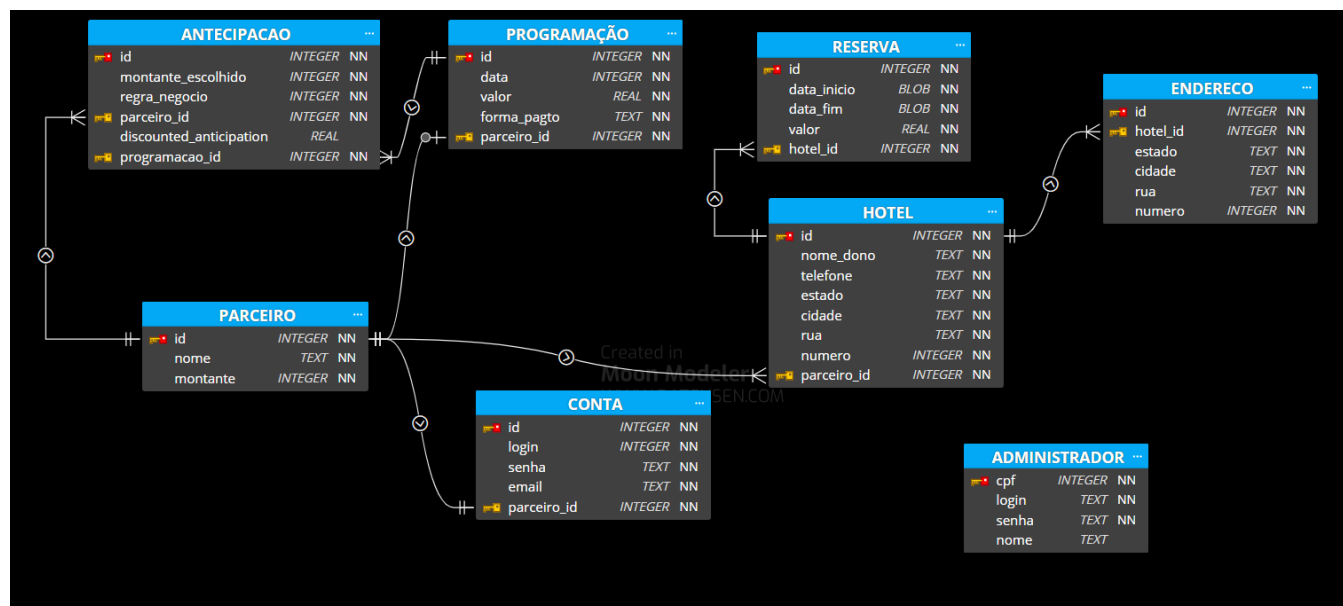 ANTECIPACAO ...
id INTEGER NN
montante_escolhido INTEGER NN
regra_negocio INTEGER NN
parceiro_id INTEGER NN
discounted_anticipation REAL
programacao_id INTEGER NN
PROGRAMAÇÃO ...
id INTEGER NN
data INTEGER NN
valor REAL NN
forma_pagto TEXT NN
parceiro_id INTEGER NN
RESERVA ...
id INTEGER NN
data_inicio BLOB NN
data_fim BLOB NN
valor REAL NN
hotel_id INTEGER NN
ENDERECO ...
id INTEGER NN
hotel_id INTEGER NN
estado TEXT NN
cidade TEXT NN
rua TEXT NN
numero INTEGER NN
HOTEL ...
id INTEGER NN
nome_dono TEXT NN
telefone TEXT NN
estado TEXT NN
cidade TEXT NN
rua TEXT NN
numero INTEGER NN
parceiro_id INTEGER NN
PARCEIRO ...
id INTEGER NN
nome TEXT NN
montante INTEGER NN
Created in
Moon Modeler
SEN.COM
CONTA ...
id INTEGER NN
login INTEGER NN
senha TEXT NN
email TEXT NN
parceiro_id INTEGER NN
ADMINISTRADOR ...
cpf INTEGER NN
login TEXT NN
senha TEXT NN
nome TEXT